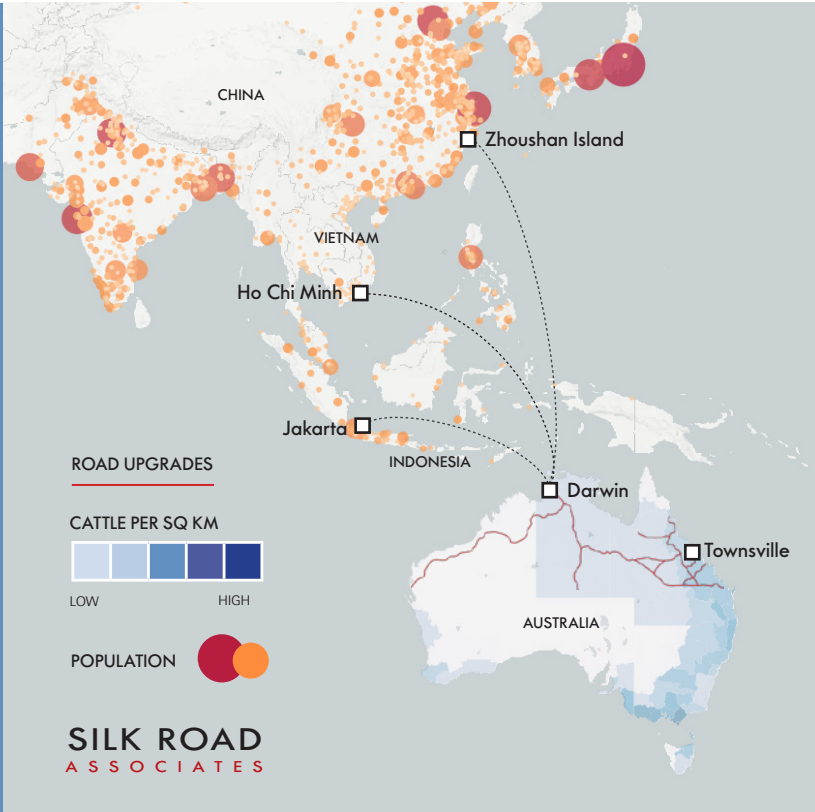 CHINA
Zhoushan Island
VIETNAM
Ho Chi Minh
Jakarta
INDONESIA
ROAD UPGRADES
Darwin
CATTLE PER SQ KM
Townsville
LOW HIGH
AUSTRALIA
POPULATION
SILK ROAD
ASSOCIATES